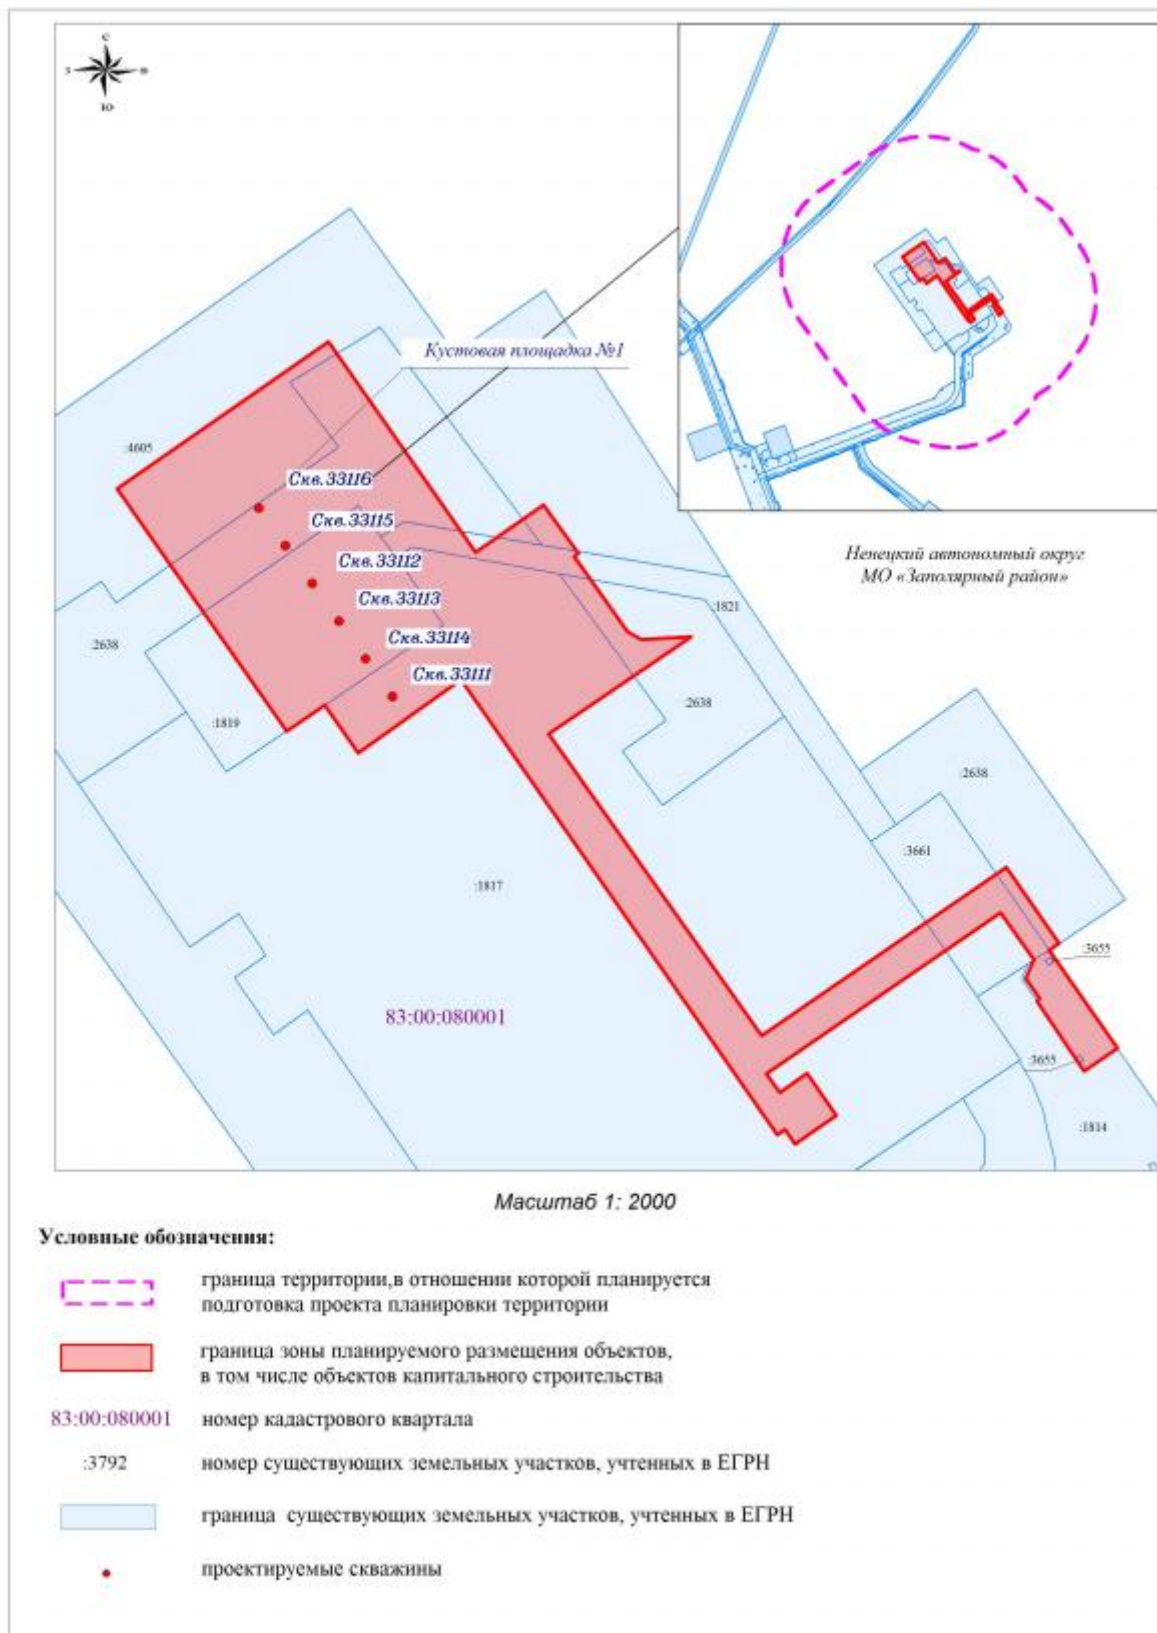 С
З
В
Ю
Кустовая площадка №1
:4605
Скв.33116
Скв.33115
Скв.33112
Скв.33113
Скв.33114
Скв.33111
Ненецкий автономный округ
МО «Заполярный район»
:1821
:2638
:2638
:1819
:2638
:3661
:1817
:3655
83:00:080001
:3655
:1814
Масштаб 1: 2000
Условные обозначения:
граница территории,в отношении которой планируется
подготовка проекта планировки территории
граница зоны планируемого размещения объектов,
в том числе объектов капитального строительства
83:00:080001 номер кадастрового квартала
:3792 номер существующих земельных участков, учтенных в ЕГРН
граница существующих земельных участков, учтенных в ЕГРН
проектируемые скважины